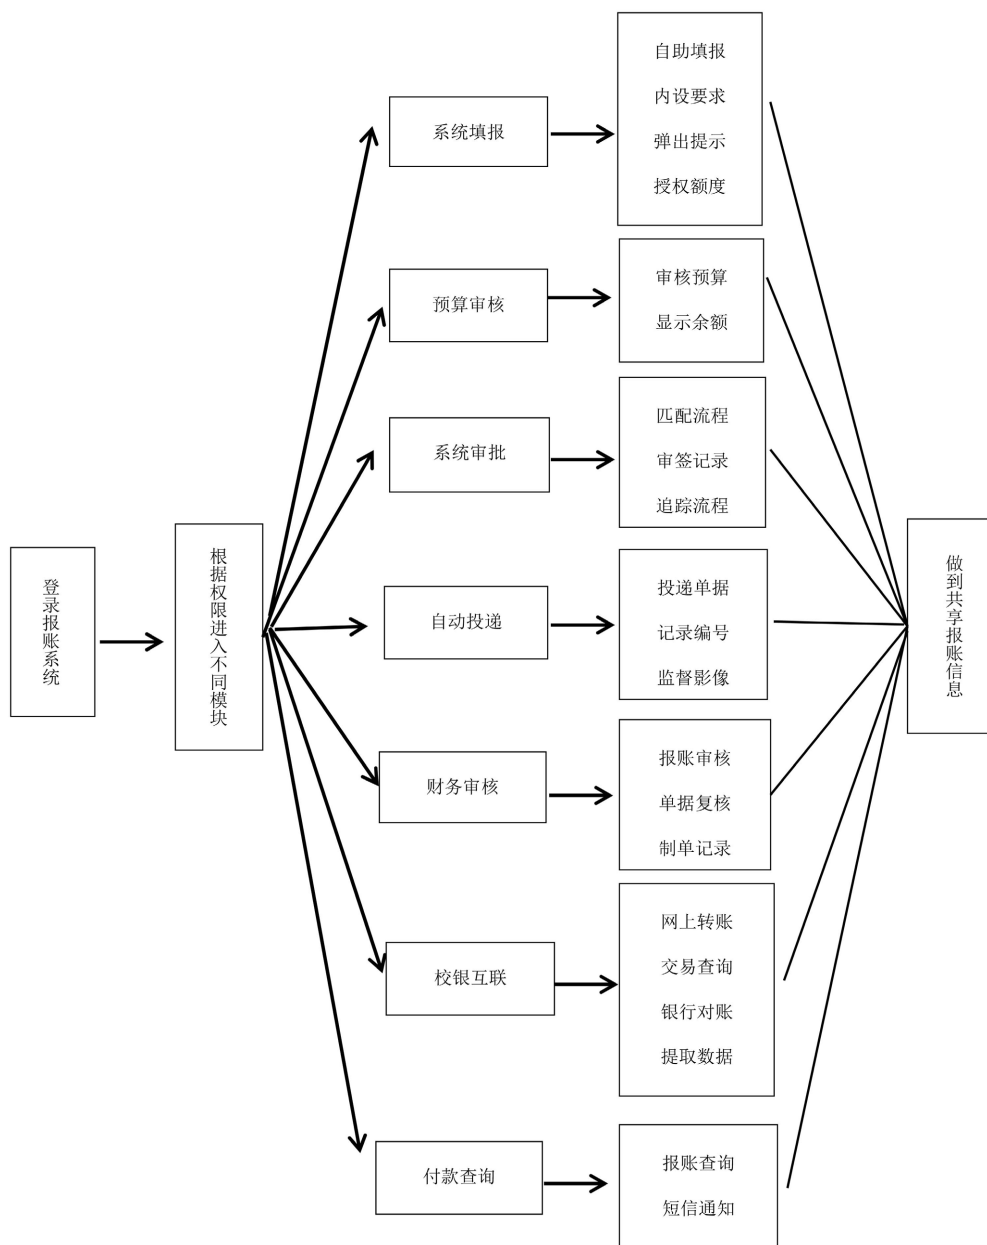 登录报账系统
根据权限进入不同模块
系统填报
自助填报
内设要求
弹出提示
授权额度
预算审核
审核预算
显示余额
系统审批
匹配流程
审签记录
追踪流程
自动投递
投递单据
记录编号
监督影像
财务审核
报账审核
单据复核
制单记录
校银互联
网上转账
交易查询
银行对账
提取数据
付款查询
报账查询
短信通知
做到共享报账信息